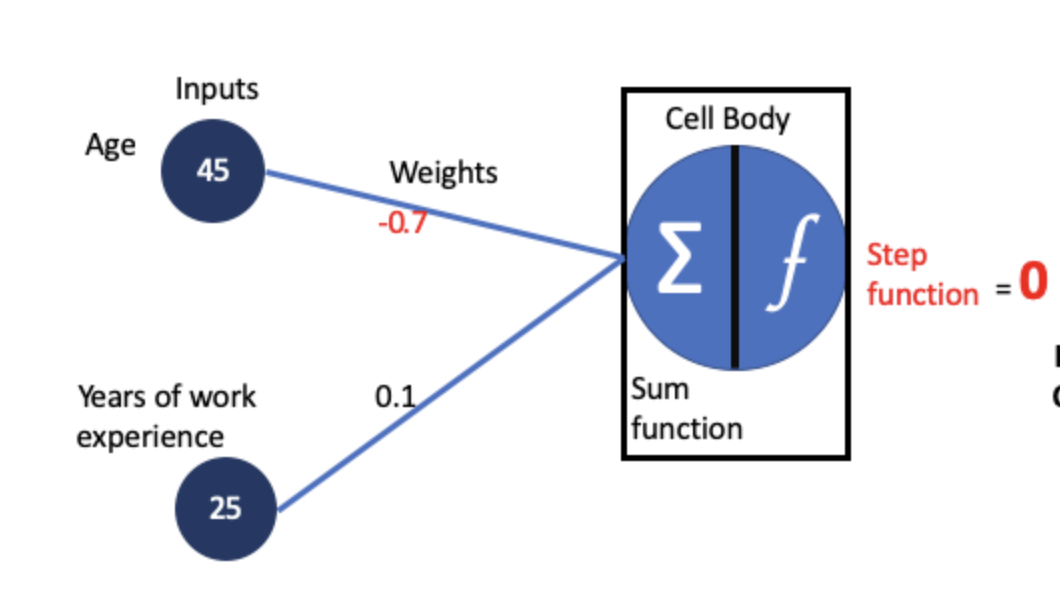 Inputs
Age
45
Weights
-0.7
Cell Body
Σ
f
Step
function
= 0
Years of work
experience
0.1
Sum
function
25